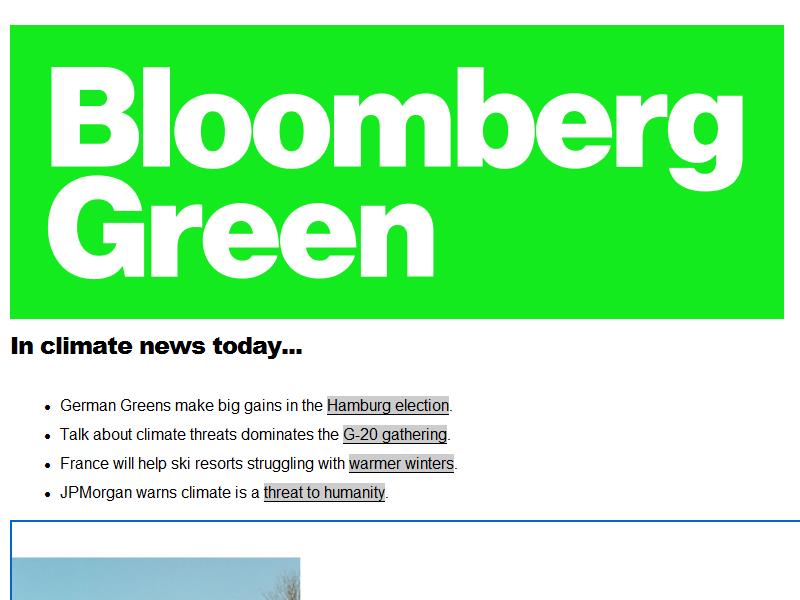 Bloomberg
Green
In climate news today...
• German Greens make big gains in the Hamburg election.
• Talk about climate threats dominates the G-20 gathering.
• France will help ski resorts struggling with warmer winters.
• JPMorgan warns climate is a threat to humanity.